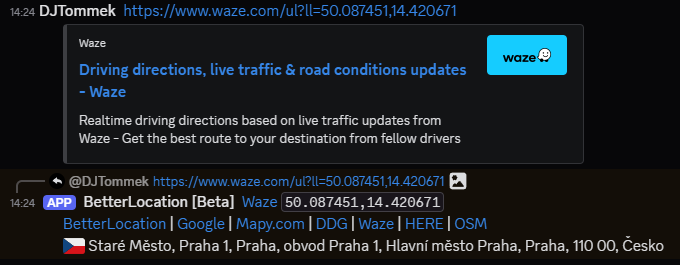 14:24 DJTommek https://www.waze.com/ul?ll=50.087451,14.420671
Waze
Driving directions, live traffic & road conditions updates
- Waze
waze
Realtime driving directions based on live traffic updates from
Waze - Get the best route to your destination from fellow drivers
@DJTommek https://www.waze.com/ul?ll=50.087451,14.420671
14:24 APP BetterLocation [Beta] Waze 50.087451,14.420671
BetterLocation | Google | Mapy.com | DDG | Waze | HERE | OSM
Staré Město, Praha 1, Praha, obvod Praha 1, Hlavní město Praha, Praha, 110 00, Česko